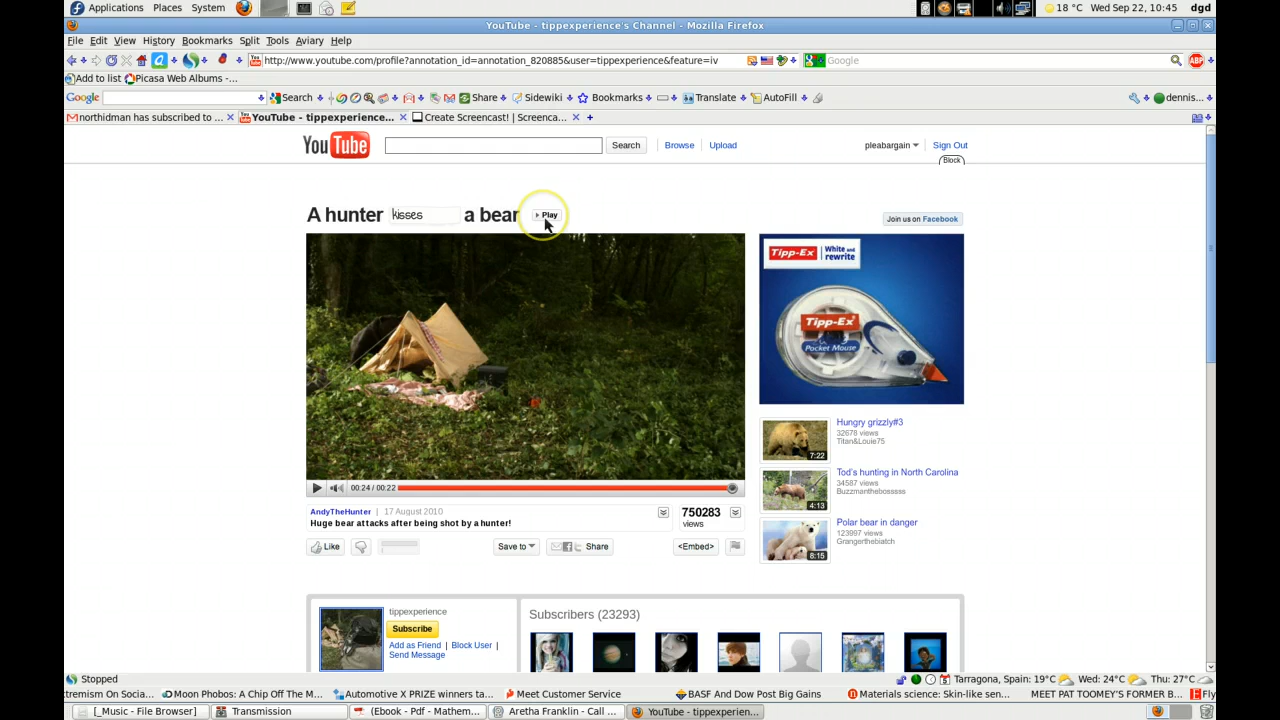 Applications Places System 18 °C Wed Sep 22, 10:45 dgd
YouTube - tippexperience's Channel - Mozilla Firefox
File Edit View History Bookmarks Split Tools Aviary Help
http://www.youtube.com/profile?annotation_id=annotation_820885&user=tippexperience&feature=iv Google ABP
Add to list Picasa Web Albums -...
Google Search Share Sidewiki Bookmarks Translate AutoFill dennis...
northidman has subscribed to ... YouTube - tippexperience... Create Screencast! | Screenca...
YouTube Search Browse Upload pleabargain Sign Out
Block
A hunter kisses a bear Play
Join us on Facebook
Tipp-Ex White and rewrite
Tipp-Ex
Pocket Mouse
Hungry grizzly#3
32678 views
Titan&Louie75
7:22
Tod's hunting in North Carolina
34587 views
Buzzmanthebosssss
4:13
Polar bear in danger
123997 views
Grangerthebiatch
8:15
00:24 / 00:22
AndyTheHunter | 17 August 2010
Huge bear attacks after being shot by a hunter!
750283
views
Like Save to Share <Embed>
tippexperience
Subscribe
Add as Friend | Block User |
Send Message
Subscribers (23293)
Stopped Tarragona, Spain: 19°C Wed: 24°C Thu: 27°C
xtremism On Socia... Moon Phobos: A Chip Off The M... Automotive X PRIZE winners ta... Meet Customer Service BASF And Dow Post Big Gains Materials science: Skin-like sen... MEET PAT TOOMEY'S FORMER B... Fly
[_Music - File Browser] Transmission (Ebook - Pdf - Mathem... Aretha Franklin - Call ... YouTube - tippexperien...